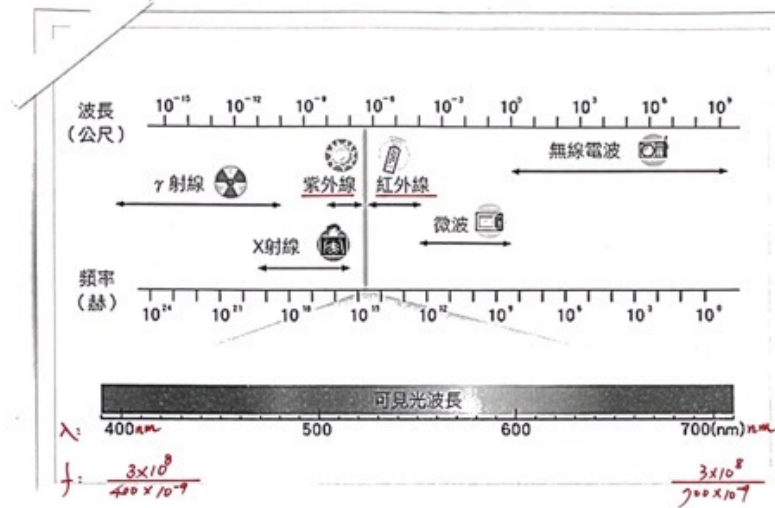 波長
(公尺)
10⁻¹⁵ 10⁻¹² 10⁻⁹ 10⁻⁶ 10⁻³ 10⁰ 10³ 10⁶ 10⁹
γ射線
紫外線
紅外線
無線電波
X射線
微波
頻率
(赫)
10²⁴ 10²¹ 10¹⁸ 10¹⁵ 10¹² 10⁹ 10⁶ 10³ 10⁰
可見光波長
λ: 400nm 500 600 700(nm)nm
f: 3×10⁸ / 400×10⁻⁹ 3×10⁸ / 700×10⁻⁹